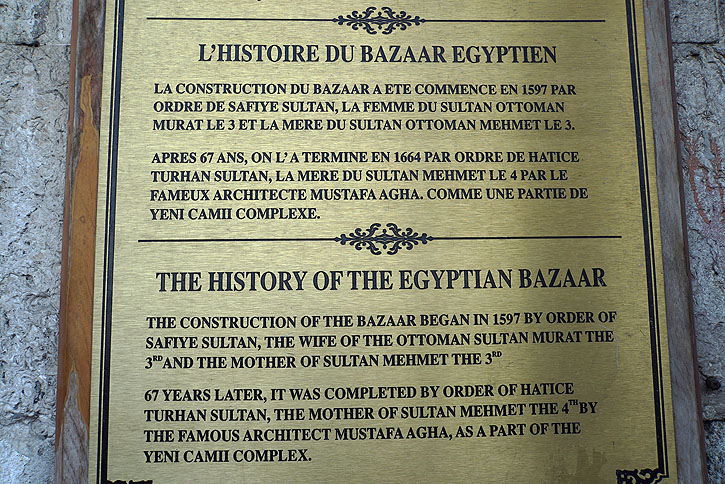 L'HISTOIRE DU BAZAAR EGYPTIEN
LA CONSTRUCTION DU BAZAAR A ETE COMMENCE EN 1597 PAR
ORDRE DE SAFIYE SULTAN, LA FEMME DU SULTAN OTTOMAN
MURAT LE 3 ET LA MERE DU SULTAN OTTOMAN MEHMET LE 3.
APRES 67 ANS, ON L'A TERMINE EN 1664 PAR ORDRE DE HATICE
TURHAN SULTAN, LA MERE DU SULTAN MEHMET LE 4 PAR LE
FAMEUX ARCHITECTE MUSTAFA AGHA. COMME UNE PARTIE DE
YENI CAMII COMPLEXE.
THE HISTORY OF THE EGYPTIAN BAZAAR
THE CONSTRUCTION OF THE BAZAAR BEGAN IN 1597 BY ORDER OF
SAFIYE SULTAN, THE WIFE OF THE OTTOMAN SULTAN MURAT THE
3RD AND THE MOTHER OF SULTAN MEHMET THE 3RD
67 YEARS LATER, IT WAS COMPLETED BY ORDER OF HATICE
TURHAN SULTAN, THE MOTHER OF SULTAN MEHMET THE 4TH BY
THE FAMOUS ARCHITECT MUSTAFA AGHA, AS A PART OF THE
YENI CAMII COMPLEX.